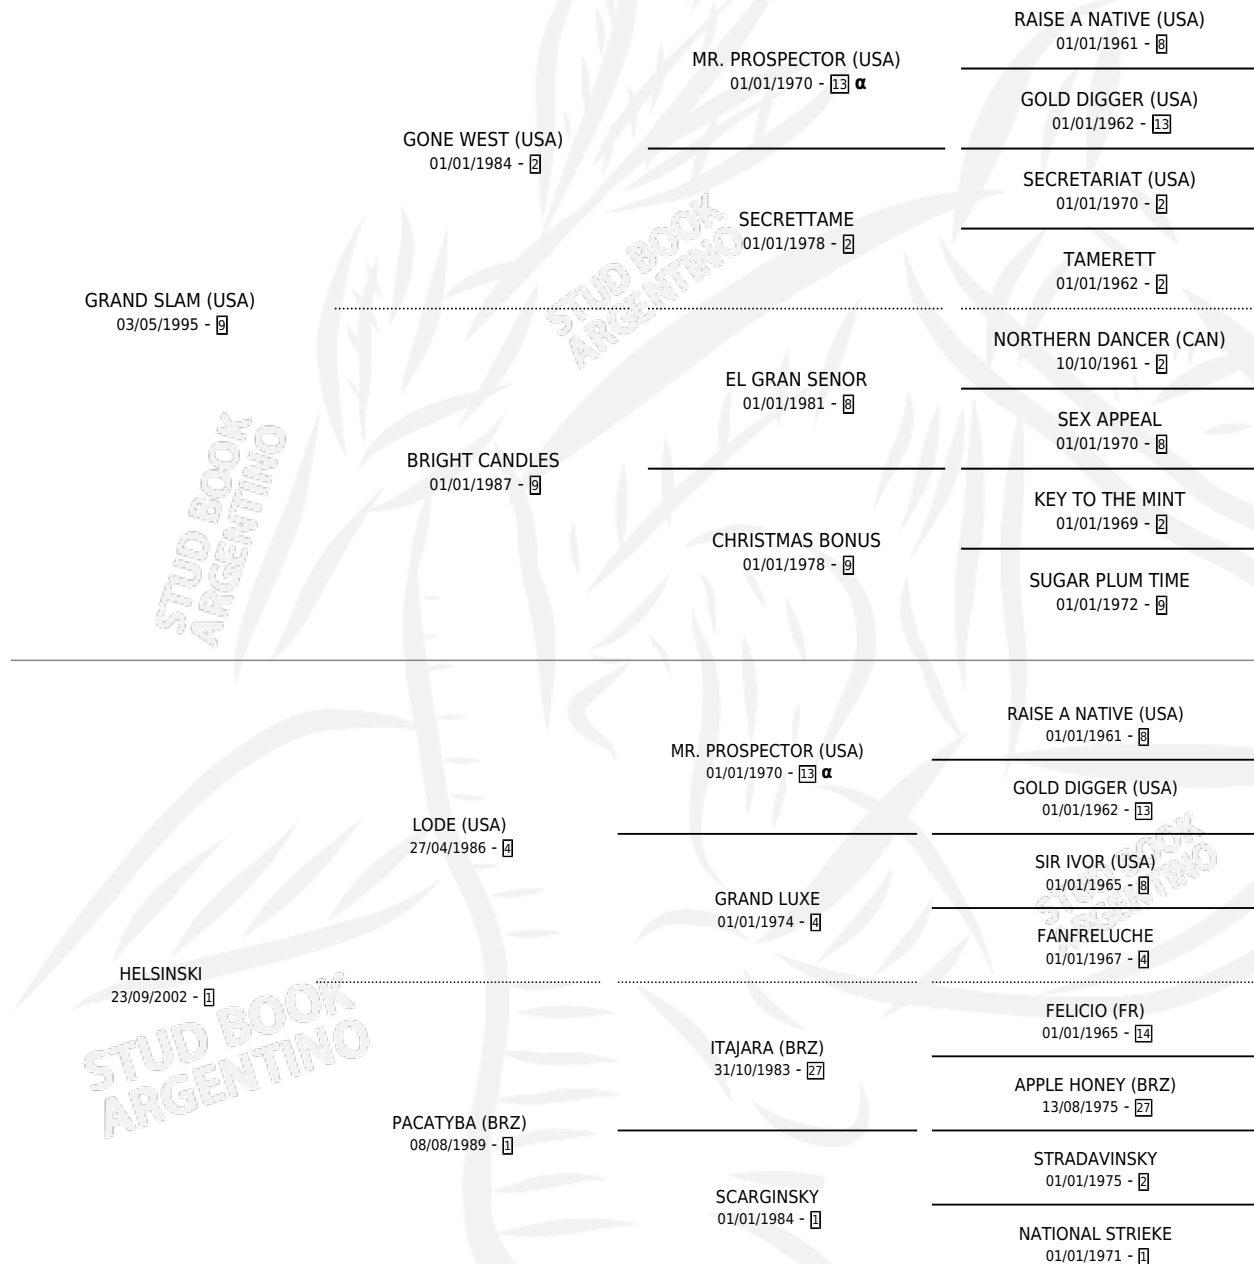 RAISE A NATIVE (USA)
01/01/1961 - 8
MR. PROSPECTOR (USA)
01/01/1970 - 13 α
GOLD DIGGER (USA)
01/01/1962 - 13
GONE WEST (USA)
01/01/1984 - 2
SECRETARIAT (USA)
01/01/1970 - 2
SECRETTAME
01/01/1978 - 2
TAMERETT
01/01/1962 - 2
GRAND SLAM (USA)
03/05/1995 - 9
NORTHERN DANCER (CAN)
10/10/1961 - 2
EL GRAN SENOR
01/01/1981 - 8
SEX APPEAL
01/01/1970 - 8
BRIGHT CANDLES
01/01/1987 - 9
KEY TO THE MINT
01/01/1969 - 2
CHRISTMAS BONUS
01/01/1978 - 9
SUGAR PLUM TIME
01/01/1972 - 9
RAISE A NATIVE (USA)
01/01/1961 - 8
MR. PROSPECTOR (USA)
01/01/1970 - 13 α
GOLD DIGGER (USA)
01/01/1962 - 13
LODE (USA)
27/04/1986 - 4
SIR IVOR (USA)
01/01/1965 - 8
GRAND LUXE
01/01/1974 - 4
FANFRELUCHE
01/01/1967 - 4
HELSINSKI
23/09/2002 - 1
FELICIO (FR)
01/01/1965 - 14
ITAJARA (BRZ)
31/10/1983 - 27
APPLE HONEY (BRZ)
13/08/1975 - 27
PACATYBA (BRZ)
08/08/1989 - 1
STRADAVINSKY
01/01/1975 - 2
SCARGINSKY
01/01/1984 - 1
NATIONAL STRIEKE
01/01/1971 - 1
STUD BOOK
ARGENTINO
STUD BOOK
ARGENTINO
STUD BOOK
ARGENTINO
STUD BOOK
ARGENTINO